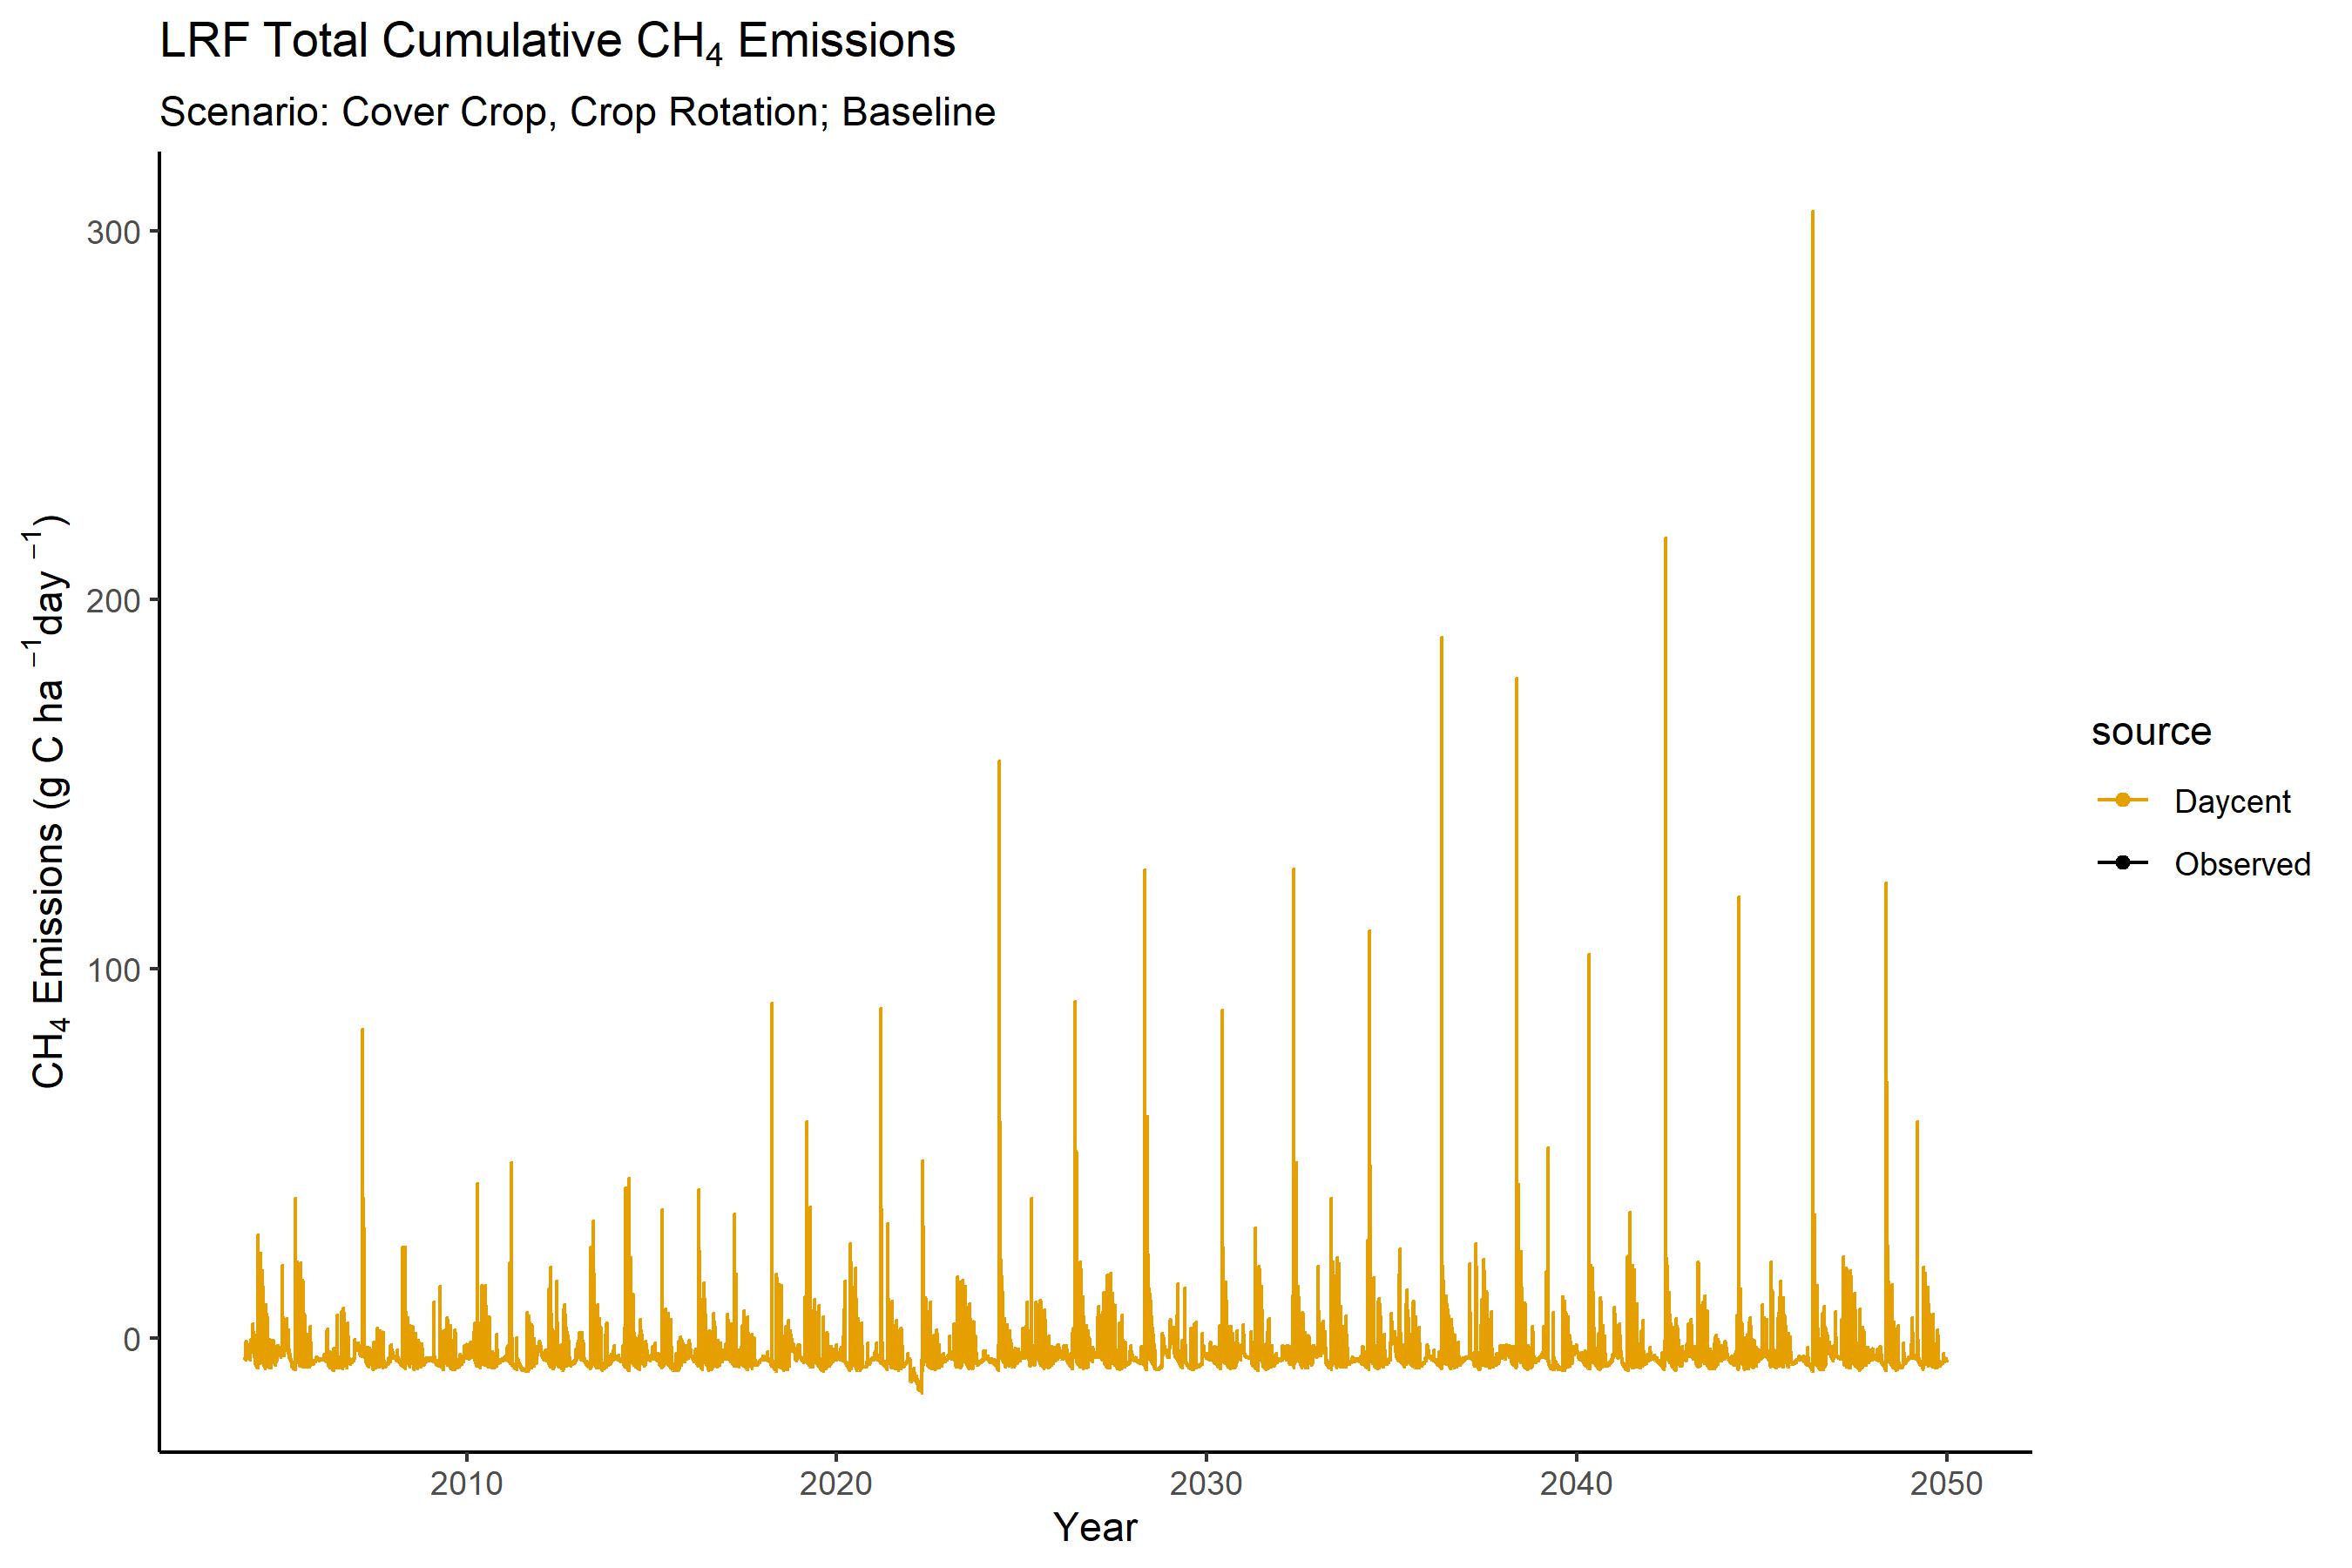 LRF Total Cumulative CH₄ Emissions
Scenario: Cover Crop, Crop Rotation; Baseline
CH₄ Emissions (g C ha ⁻¹day ⁻¹)
300
200
100
0
2010 2020 2030 2040 2050
Year
source
Daycent
Observed